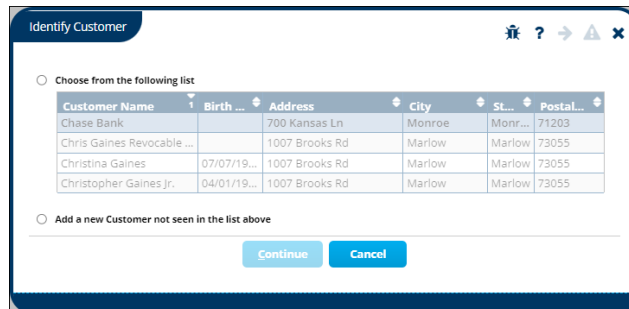 Identify Customer
?
Choose from the following list
Customer Name 1 Birth ... Address City St... Postal...
Chase Bank 700 Kansas Ln Monroe Monr... 71203
Chris Gaines Revocable ... 1007 Brooks Rd Marlow Marlow 73055
Christina Gaines 07/07/19... 1007 Brooks Rd Marlow Marlow 73055
Christopher Gaines Jr. 04/01/19... 1007 Brooks Rd Marlow Marlow 73055
Add a new Customer not seen in the list above
Continue Cancel